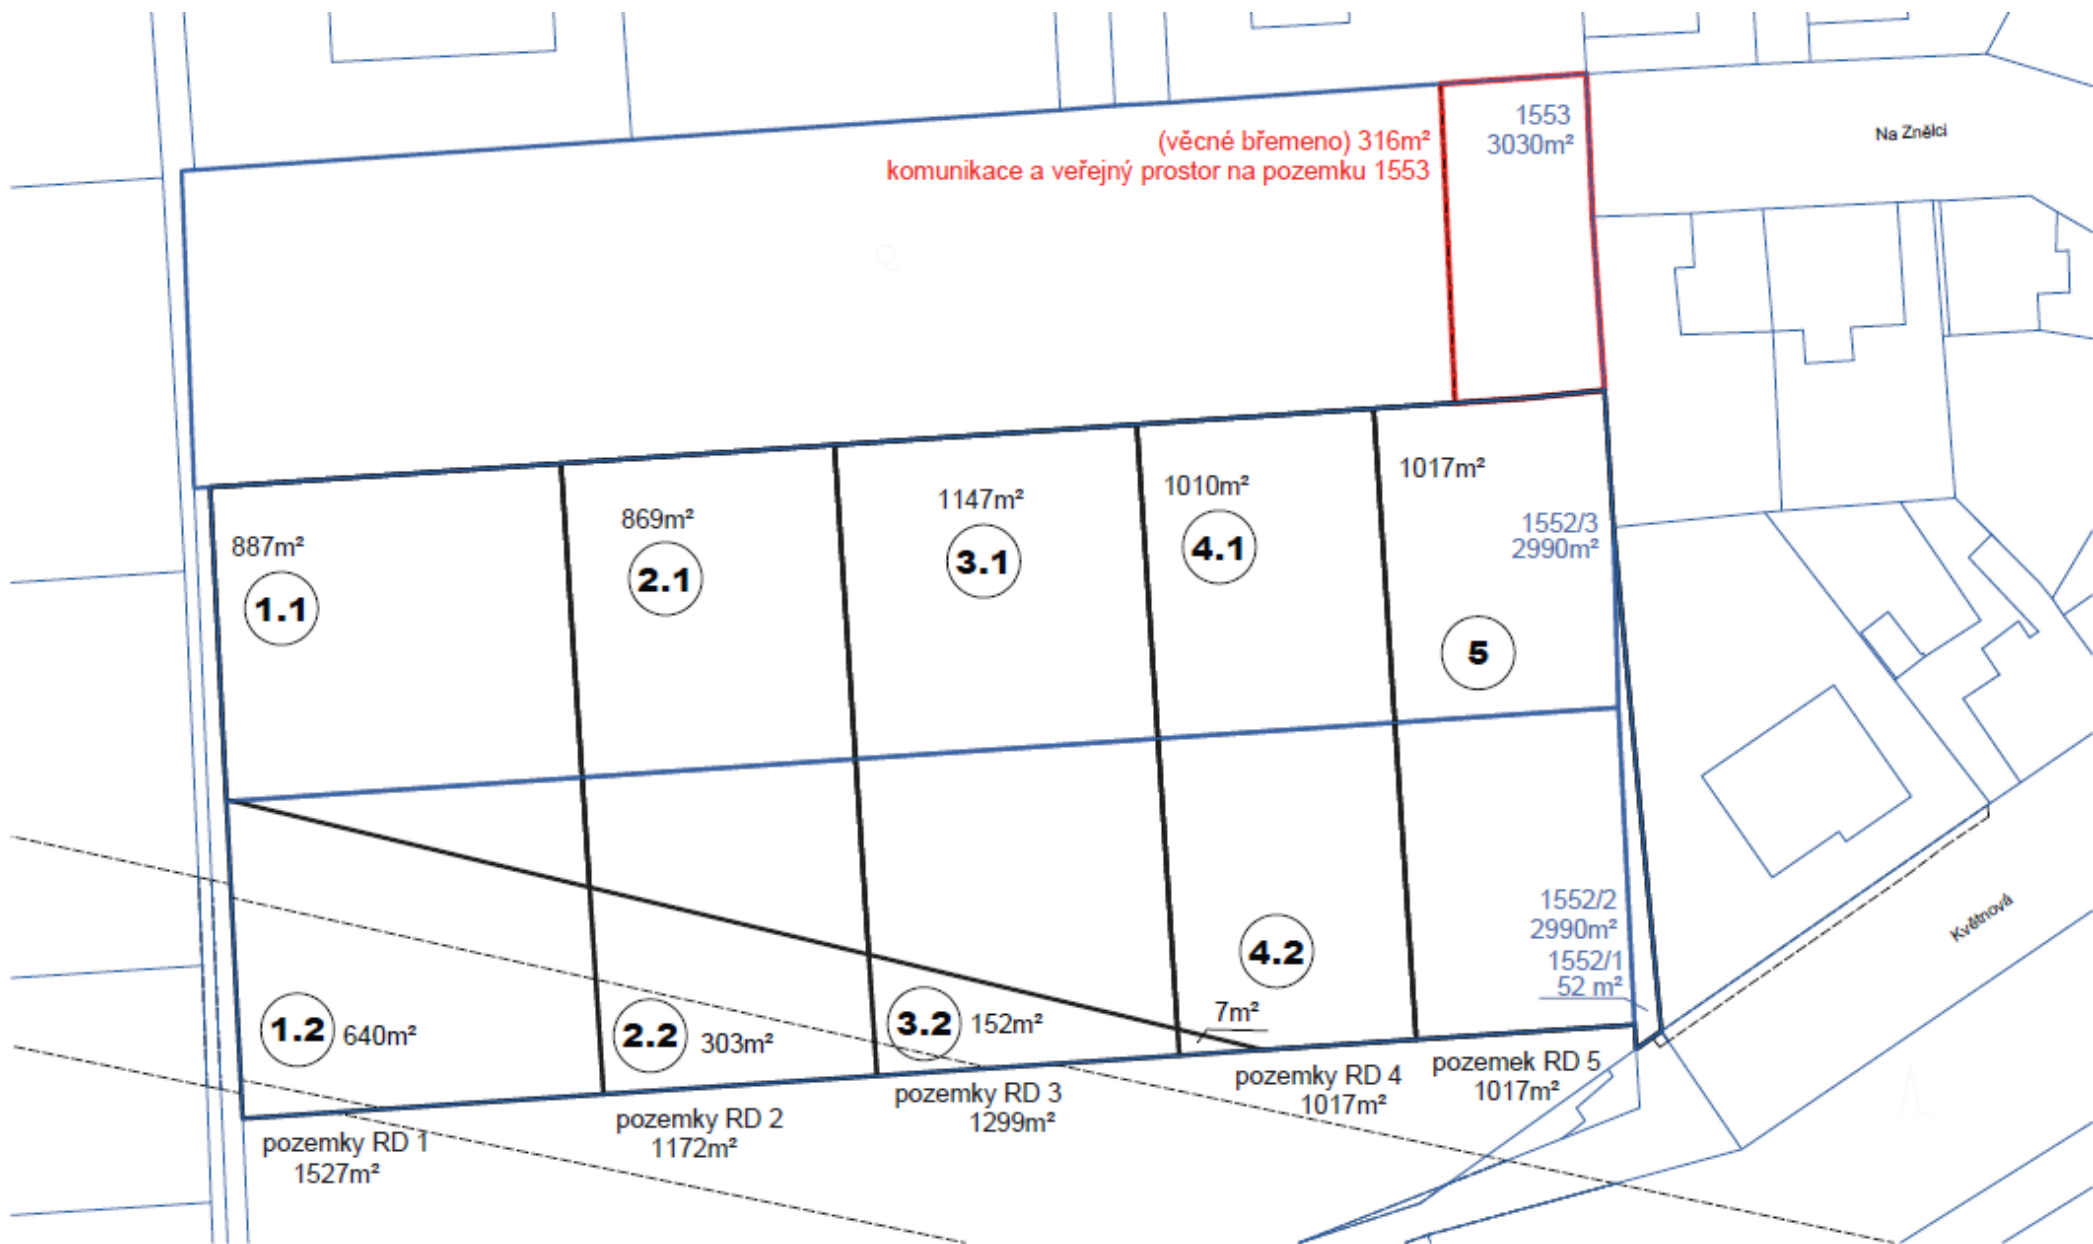 1553
3030m²
Na Znělci
(věcné břemeno) 316m²
komunikace a veřejný prostor na pozemku 1553
887m²
1.1
869m²
2.1
1147m²
3.1
1010m²
4.1
1017m²
1552/3
2990m²
5
1552/2
2990m²
1552/1
52 m²
Květnová
4.2
7m²
1.2 640m²
2.2 303m²
3.2 152m²
pozemky RD 1
1527m²
pozemky RD 2
1172m²
pozemky RD 3
1299m²
pozemky RD 4
1017m²
pozemek RD 5
1017m²